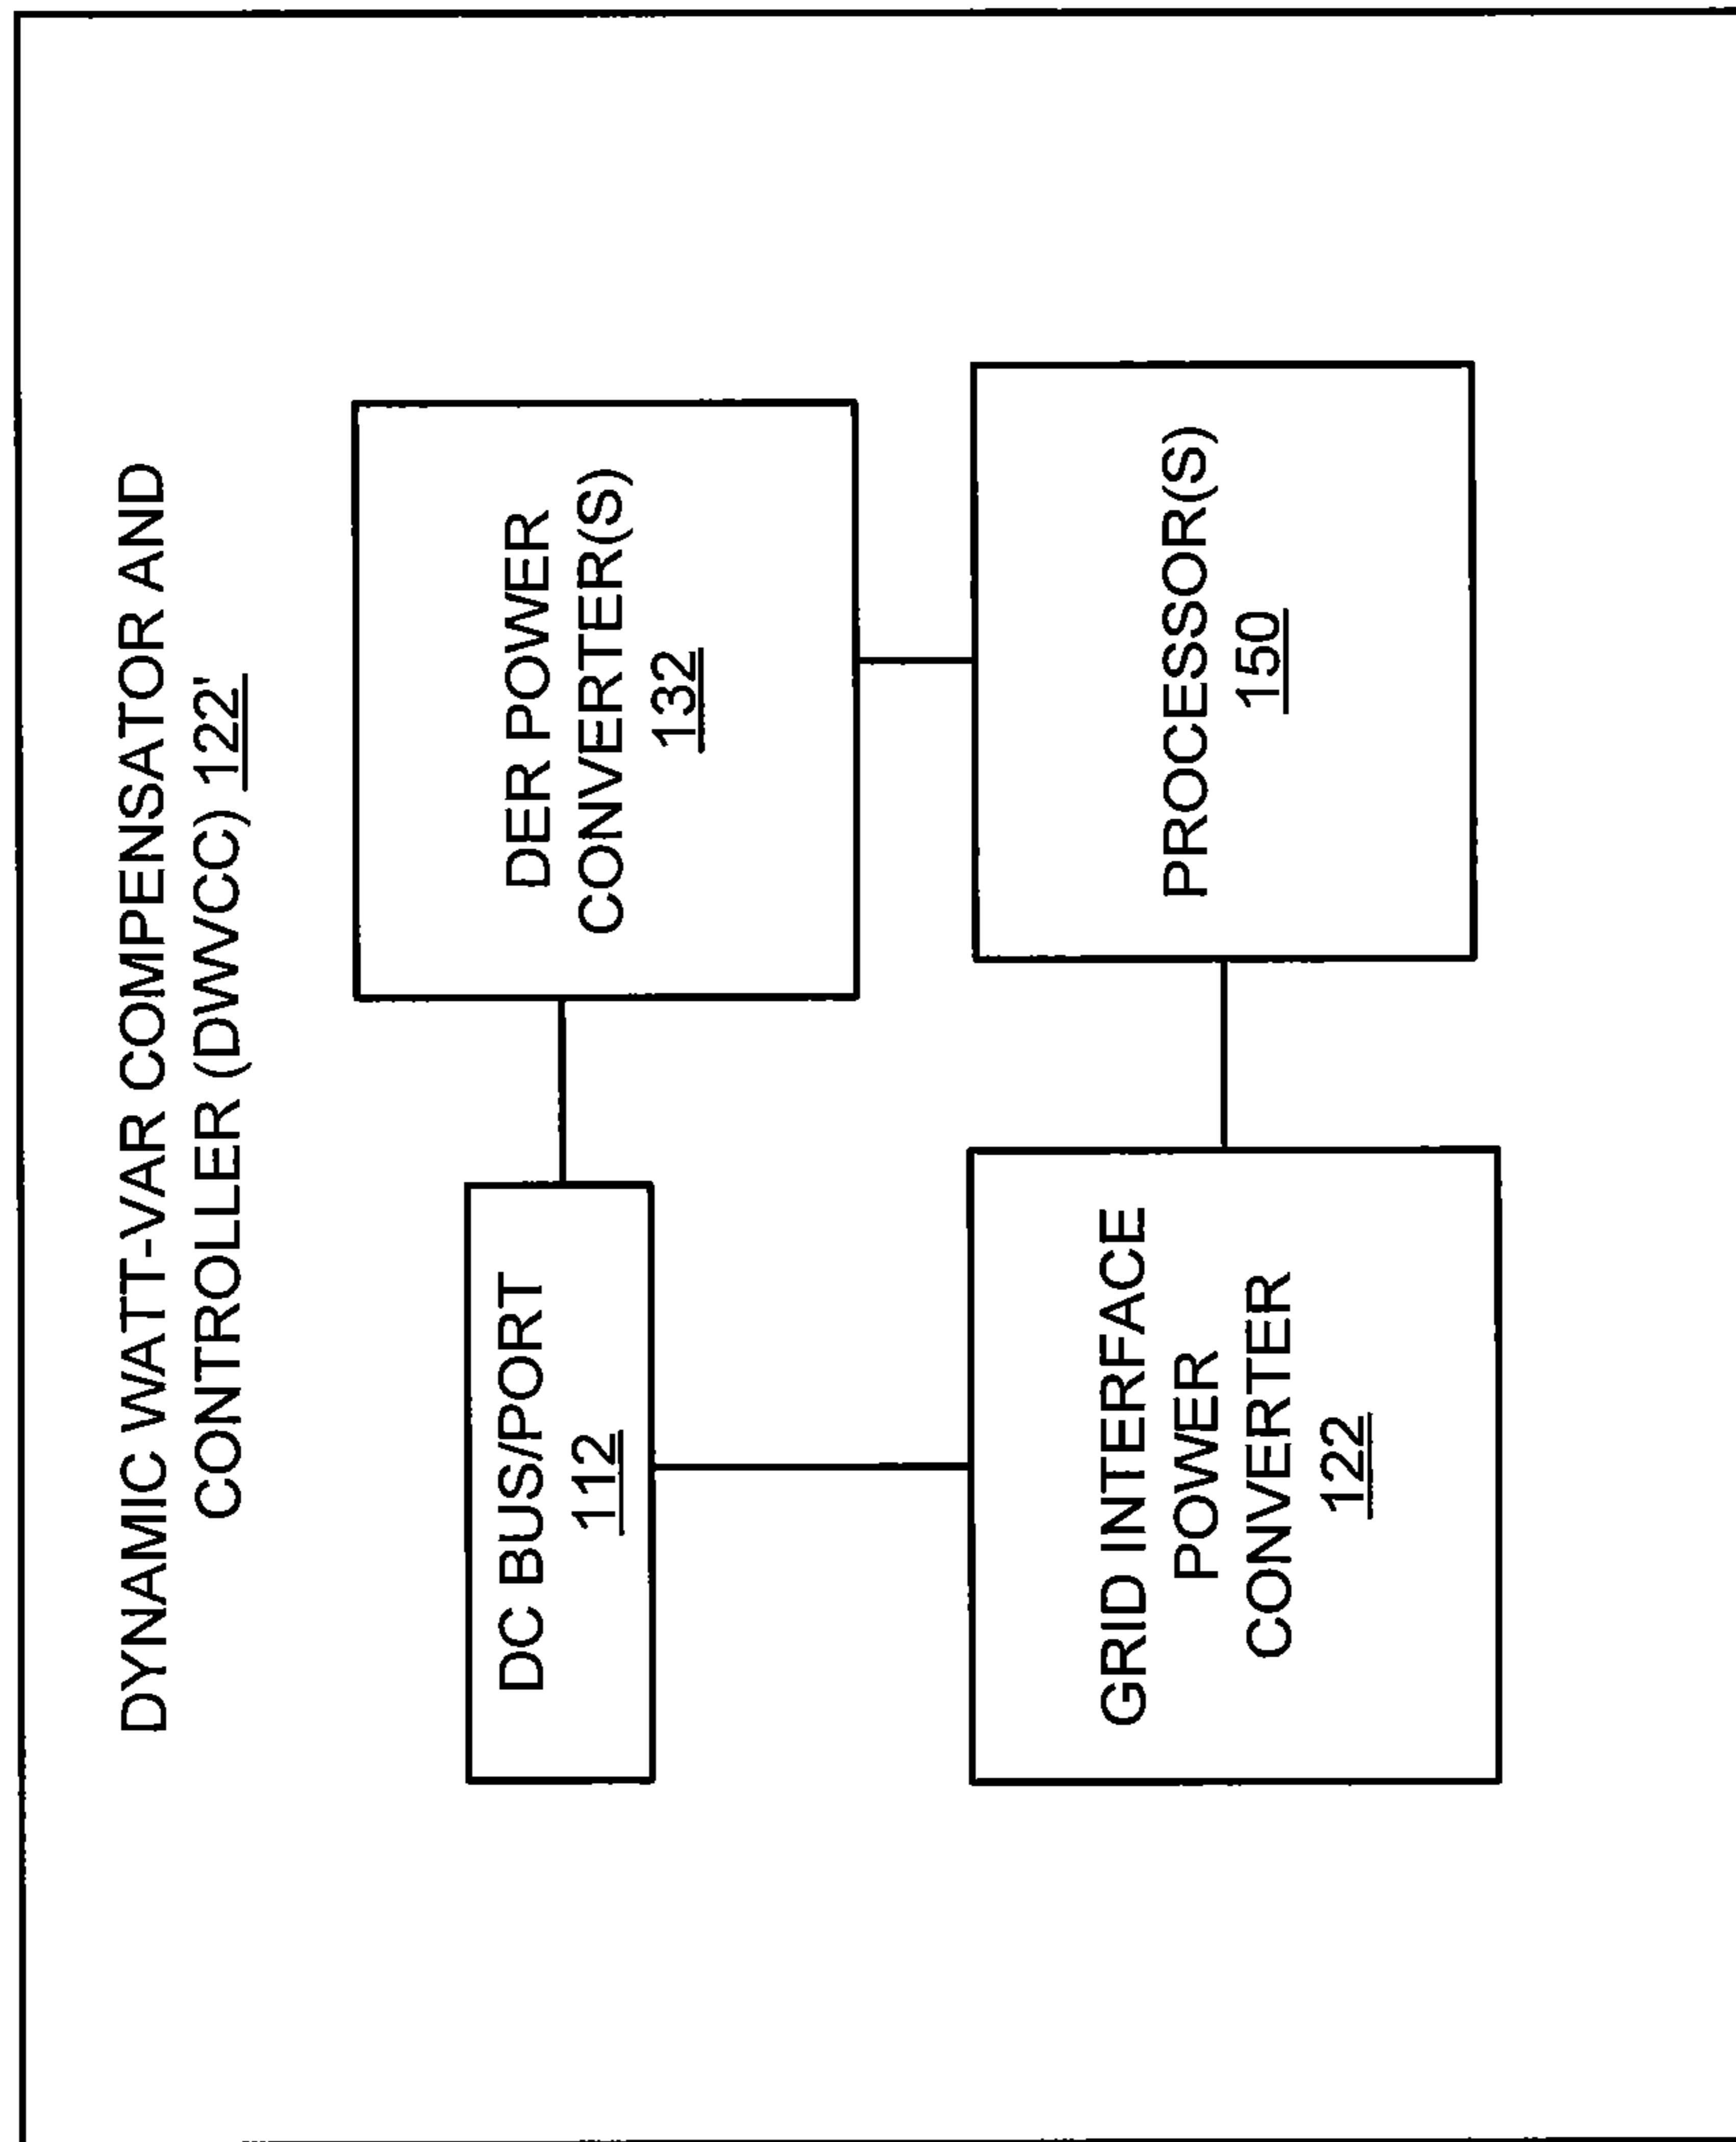 DYNAMIC WATT-VAR COMPENSATOR AND
CONTROLLER (DWVCC) 122'
DC BUS/PORT
112
DER POWER
CONVERTER(S)
132
GRID INTERFACE
POWER
CONVERTER
122
PROCESSOR(S)
150